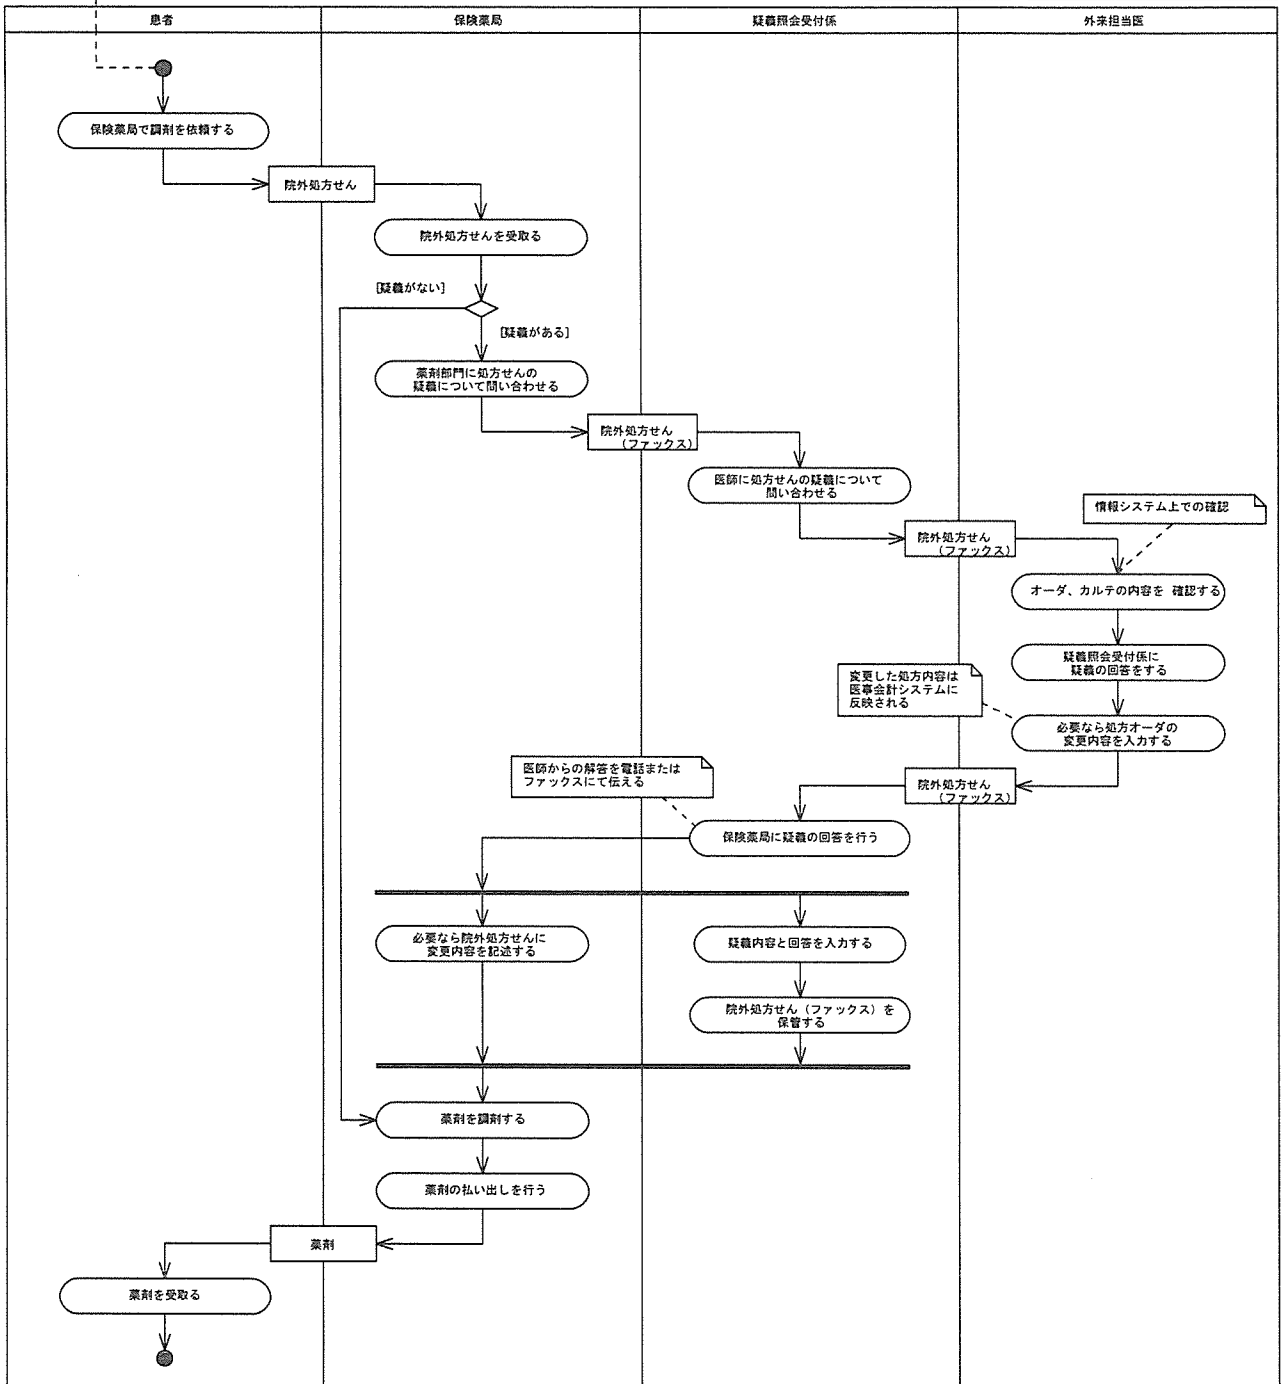 患者
保険薬局
疑義照会受付係
外来担当医
保険薬局で調剤を依頼する
院外処方せん
院外処方せんを受取る
[疑義がない]
[疑義がある]
薬剤部門に処方せんの
疑義について問い合わせる
院外処方せん
(ファックス)
医師に処方せんの疑義について
問い合わせる
情報システム上での確認
院外処方せん
(ファックス)
オーダ、カルテの内容を 確認する
疑義照会受付係に
疑義の回答をする
変更した処方内容は
医事会計システムに
反映される
必要なら処方オーダの
変更内容を入力する
医師からの解答を電話または
ファックスにて伝える
院外処方せん
(ファックス)
保険薬局に疑義の回答を行う
必要なら院外処方せんに
変更内容を記述する
疑義内容と回答を入力する
院外処方せん（ファックス）を
保管する
薬剤を調剤する
薬剤の払い出しを行う
薬剤
薬剤を受取る